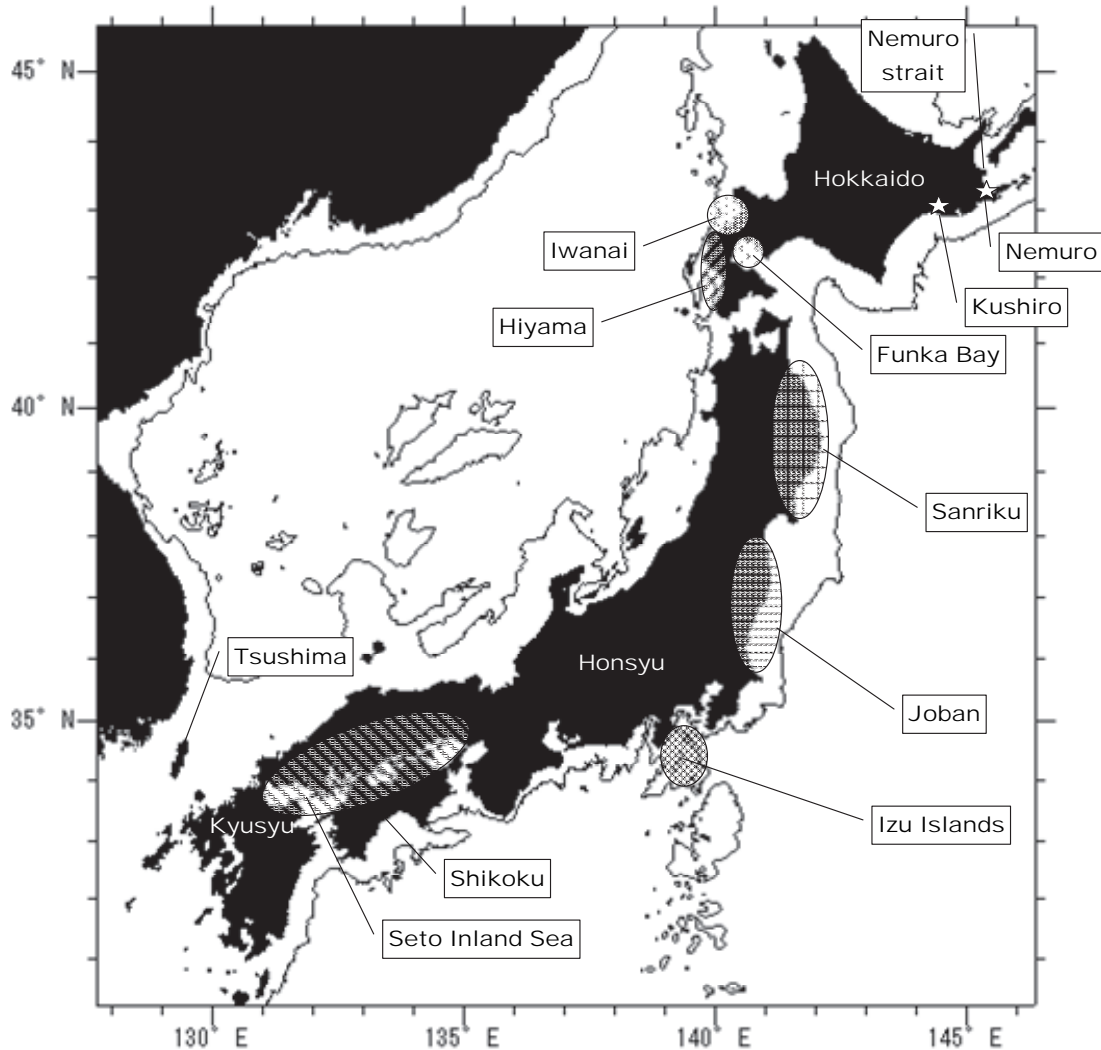 Nemuro
strait
45° N
Hokkaido
Iwanai
Nemuro
Kushiro
Hiyama
Funka Bay
40° N
Sanriku
Tsushima
Honsyu
Joban
35° N
Izu Islands
Kyusyu
Shikoku
Seto Inland Sea
130° E
135° E
140° E
145° E